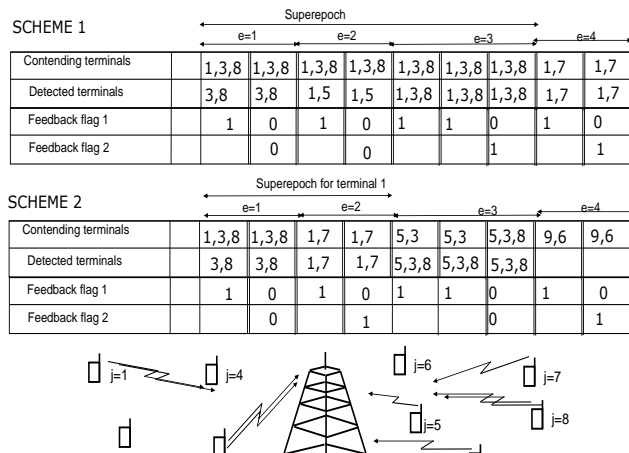 Superepoch
SCHEME 1
e=1 e=2 e=3 e=4
Contending terminals 1,3,8 1,3,8 1,3,8 1,3,8 1,3,8 1,3,8 1,3,8 1,7 1,7
Detected terminals 3,8 3,8 1,5 1,5 1,3,8 1,3,8 1,3,8 1,7 1,7
Feedback flag 1 1 0 1 0 1 1 0 1 0
Feedback flag 2 0 0 1 1
Superepoch for terminal 1
SCHEME 2
e=1 e=2 e=3 e=4
Contending terminals 1,3,8 1,3,8 1,7 1,7 5,3 5,3 5,3,8 9,6 9,6
Detected terminals 3,8 3,8 1,7 1,7 5,3,8 5,3,8 5,3,8
Feedback flag 1 1 0 1 0 1 1 0 1 0
Feedback flag 2 0 1 0 1
j=1 j=4 j=6 j=7
j=5 j=8